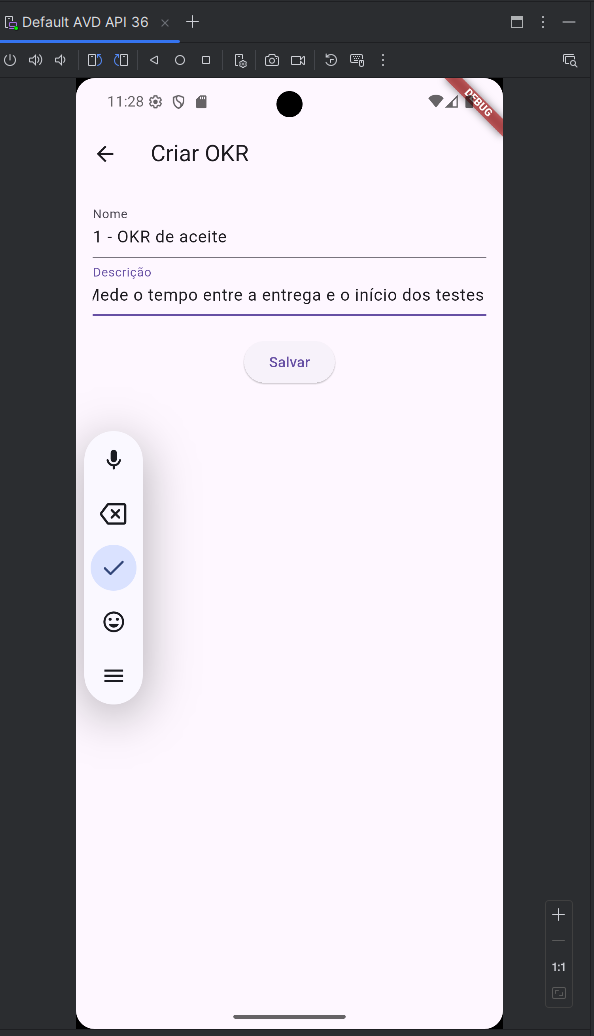 Default AVD API 36
11:28
DEBUG
Criar OKR
Nome
1 - OKR de aceite
Descrição
Mede o tempo entre a entrega e o início dos testes
Salvar
1:1